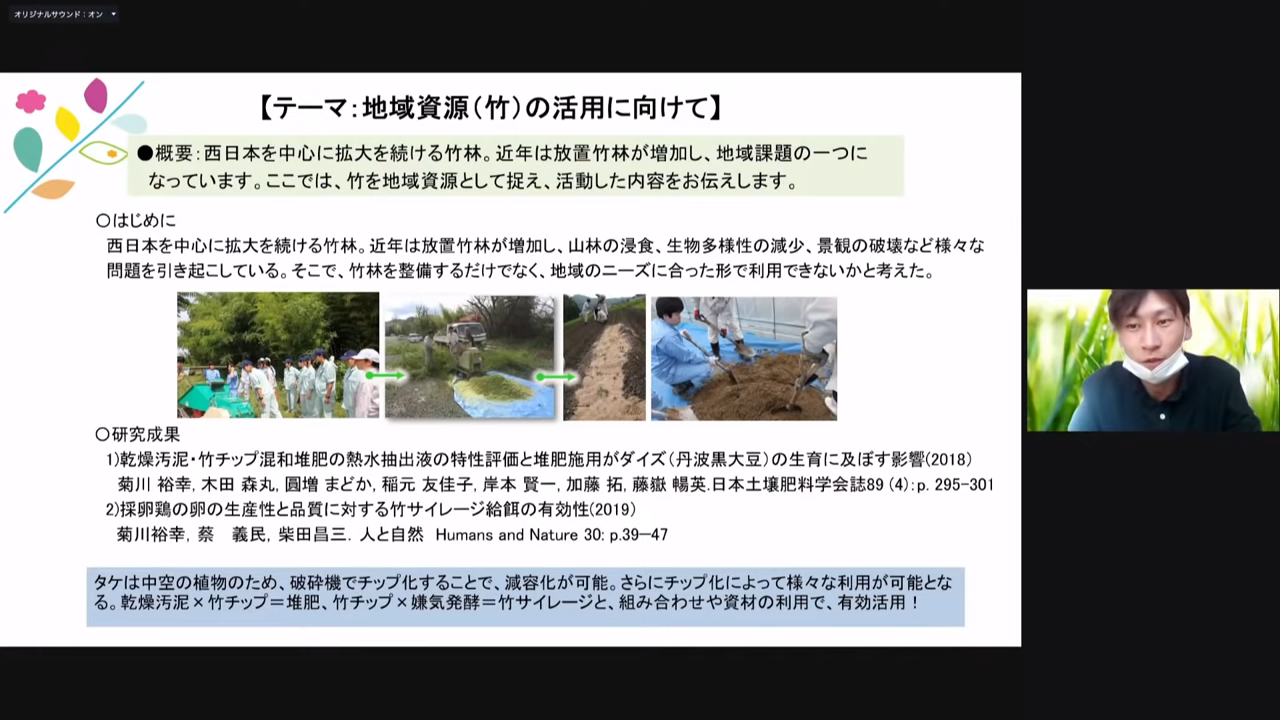 オリジナルサウンド：オン
【テーマ：地域資源（竹）の活用に向けて】
●概要：西日本を中心に拡大を続ける竹林。近年は放置竹林が増加し、地域課題の一つに
なっています。ここでは、竹を地域資源として捉え、活動した内容をお伝えします。
○はじめに
西日本を中心に拡大を続ける竹林。近年は放置竹林が増加し、山林の浸食、生物多様性の減少、景観の破壊など様々な
問題を引き起こしている。そこで、竹林を整備するだけでなく、地域のニーズに合った形で利用できないかと考えた。
○研究成果
1)乾燥汚泥・竹チップ混和堆肥の熱水抽出液の特性評価と堆肥施用がダイズ（丹波黒大豆）の生育に及ぼす影響(2018)
菊川 裕幸, 木田 森丸, 圓増 まどか, 稲元 友佳子, 岸本 賢一, 加藤 拓, 藤嶽 暢英.日本土壌肥料学会誌89 (4)：p. 295-301
2)採卵鶏の卵の生産性と品質に対する竹サイレージ給餌の有効性(2019)
菊川裕幸, 蔡　義民, 柴田昌三. 人と自然 Humans and Nature 30: p.39−47
タケは中空の植物のため、破砕機でチップ化することで、減容化が可能。さらにチップ化によって様々な利用が可能とな
る。乾燥汚泥×竹チップ＝堆肥、竹チップ×嫌気発酵＝竹サイレージと、組み合わせや資材の利用で、有効活用！